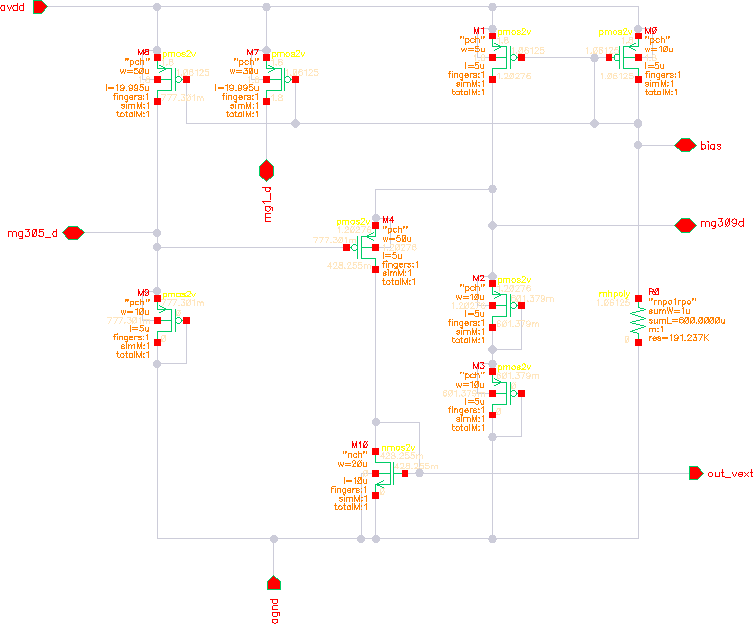 avdd
M8
pmos2v
"pch"
w=50u
l=19.995u
fingers:1
simM:1
totalM:1
M7
pmos2v
"pch"
w=30u
l=19.995u
fingers:1
simM:1
totalM:1
M1
pmos2v
"pch"
w=5u
l=5u
fingers:1
simM:1
totalM:1
1.20276
M0
pmos2v
"pch"
w=10u
l=5u
fingers:1
simM:1
totalM:1
1.06125
bias
mg1_d
mg305_d
M4
pmos2v
"pch"
w=50u
l=5u
fingers:1
simM:1
totalM:1
mg309d
M9
pmos2v
"pch"
w=10u
l=5u
fingers:1
simM:1
totalM:1
M2
pmos2v
"pch"
w=10u
l=5u
fingers:1
simM:1
totalM:1
R0
rnhpoly
"rnpo1rpo"
sumW=1u
sumL=600.0000u
m:1
res=191.237K
M3
pmos2v
"pch"
w=10u
l=5u
fingers:1
simM:1
totalM:1
M10
nmos2v
"nch"
w=20u
l=10u
fingers:1
simM:1
totalM:1
out_vext
agnd